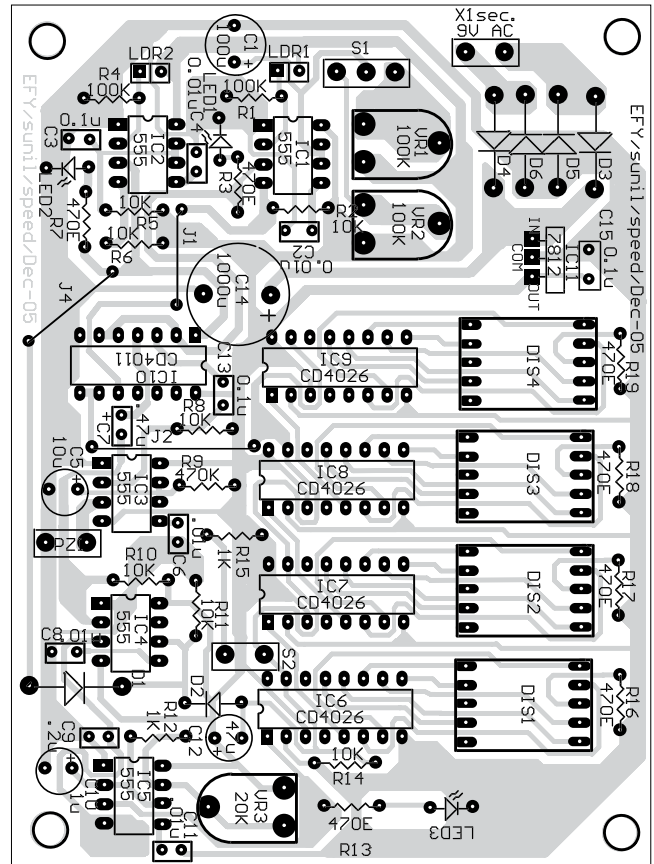 X1sec.
9V AC
LDR2
C1
100u
+
LDR1
S1
R4
100K
0.01u
C4
LED1
100K
R1
C3
0.1u
IC2
555
IC1
555
VR1
100K
D4
D6
D5
D3
EFY/sunil/speed/Dec-05
EFY/sunil/speed/Dec-05
LED2
R7
470E
R3
470E
10K
R5
10K
R6
J1
R2
10K
C2
0.01u
VR2
100K
IN
COM
OUT
7812
IC11
C15
0.1u
J4
C14
1000u
+
IC10
CD4011
C13
0.1u
IC9
CD4026
DIS4
470E
R19
+C7
.47u
J2
R8
10K
C5
10u
+
IC3
555
R9
470K
IC8
CD4026
DIS3
470E
R18
PZ1
C6
.01u
R15
1K
R10
10K
R11
10K
IC7
CD4026
DIS2
470E
R17
IC4
555
C8
.01u
D1
S2
D2
IC6
CD4026
DIS1
470E
R16
C9
.2u
R12
1K
C12
47u
+
10K
R14
C10
1u
+
IC5
555
.01u
C11
VR3
20K
470E
R13
LED3